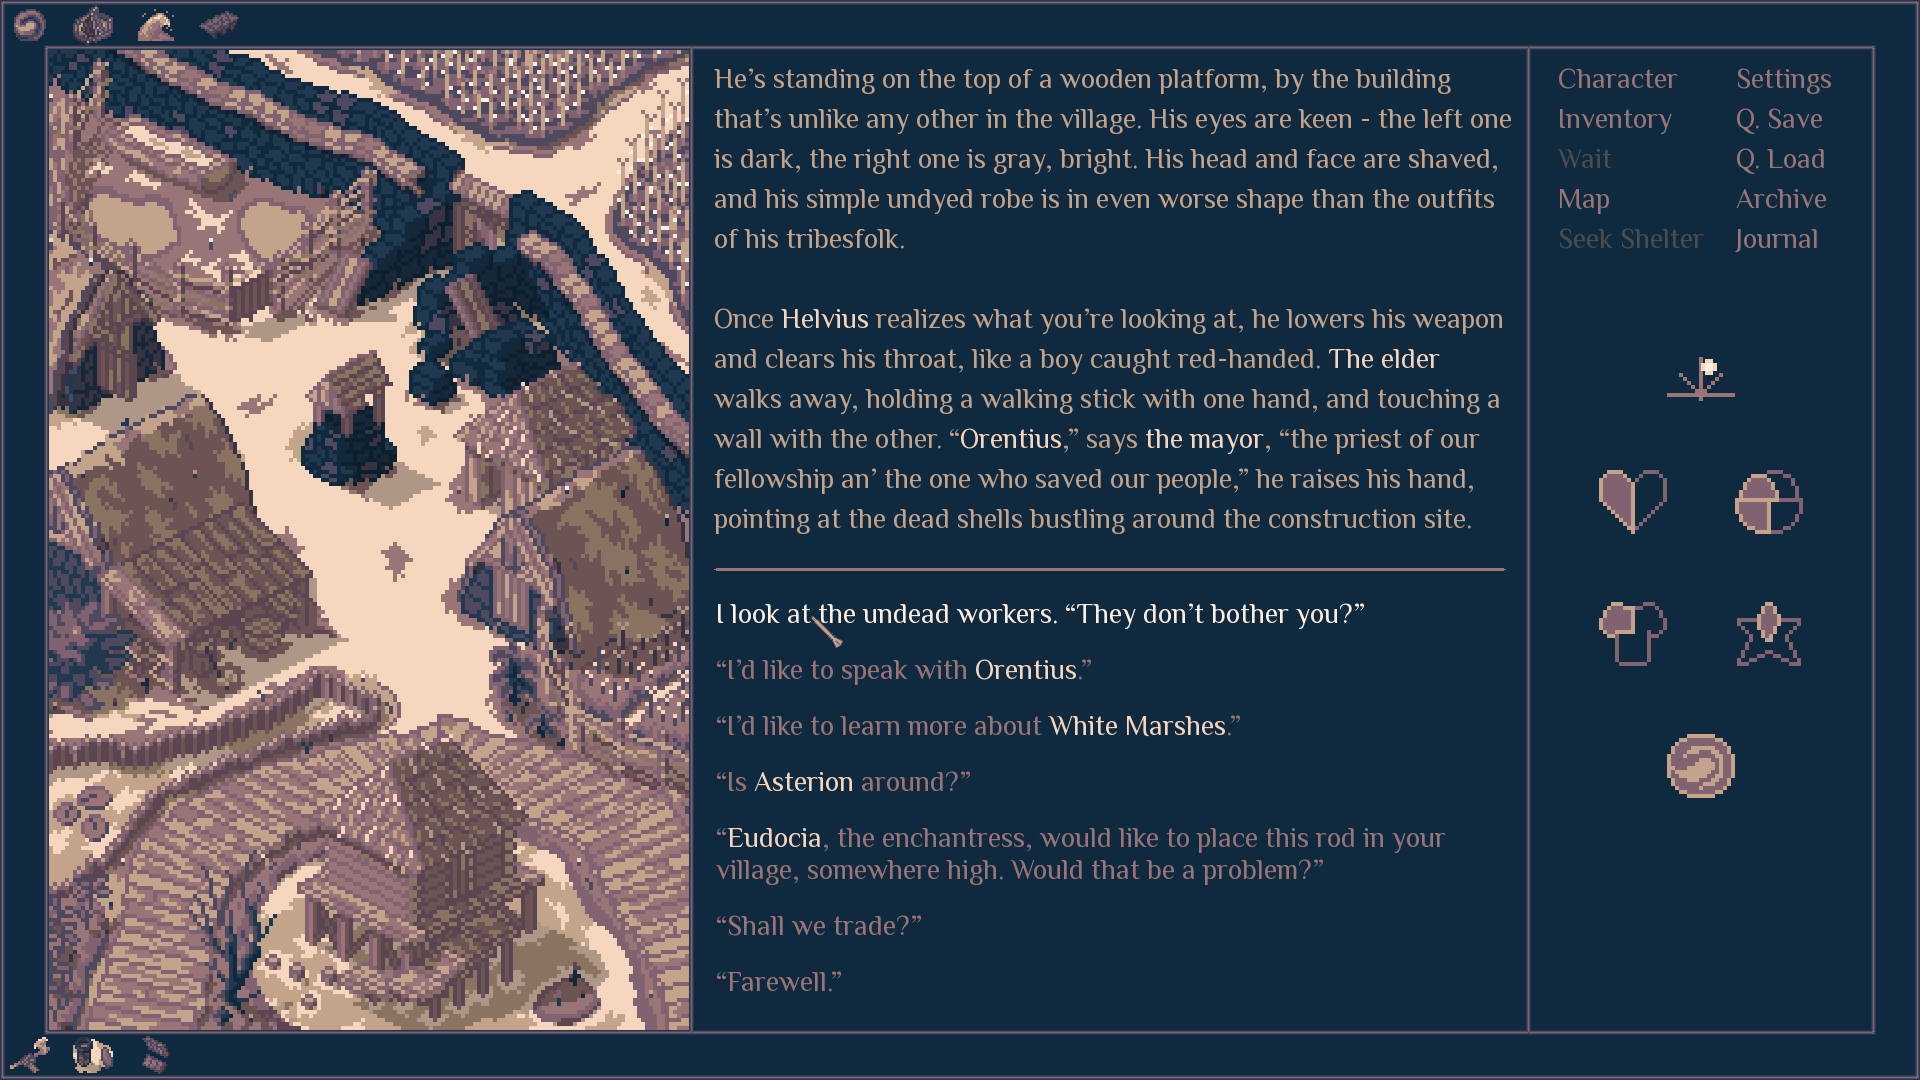 He’s standing on the top of a wooden platform, by the building
that’s unlike any other in the village. His eyes are keen - the left one
is dark, the right one is gray, bright. His head and face are shaved,
and his simple undyed robe is in even worse shape than the outfits
of his tribesfolk.
Once Helvius realizes what you’re looking at, he lowers his weapon
and clears his throat, like a boy caught red-handed. The elder
walks away, holding a walking stick with one hand, and touching a
wall with the other. “Orentius,” says the mayor, “the priest of our
fellowship an’ the one who saved our people,” he raises his hand,
pointing at the dead shells bustling around the construction site.
I look at the undead workers. “They don’t bother you?”
“I’d like to speak with Orentius.”
“I’d like to learn more about White Marshes.”
“Is Asterion around?”
“Eudocia, the enchantress, would like to place this rod in your
village, somewhere high. Would that be a problem?”
“Shall we trade?”
“Farewell.”
Character
Settings
Inventory
Q. Save
Wait
Q. Load
Map
Archive
Seek Shelter
Journal